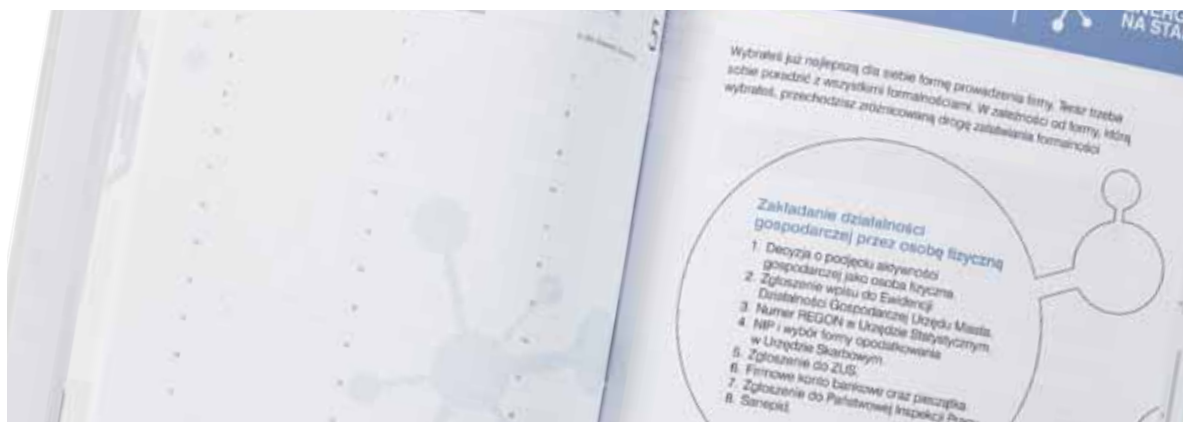 5
NA
Wybrałeś już najlepszą dla siebie formę prowadzenia firmy. Teraz trzeba
sobie poradzić z wszystkimi formalnościami. W zależności od formy, którą
wybrałeś, przechodzisz zróżnicowaną drogę załatwiania formalności
Zakładanie działalności
gospodarczej przez osobę fizyczną
1. Decyzja o podjęciu aktywności
gospodarczej jako osoba fizyczna.
2. Zgłoszenie wpisu do Ewidencji
Działalności Gospodarczej Urzędu Miasta.
3. Numer REGON w Urzędzie Statystycznym.
4. NIP i wybór formy opodatkowania
w Urzędzie Skarbowym.
5. Zgłoszenie do ZUS.
6. Firmowe konto bankowe oraz pieczątka.
7. Zgłoszenie do Państwowej Inspekcji
8. Sanepid.